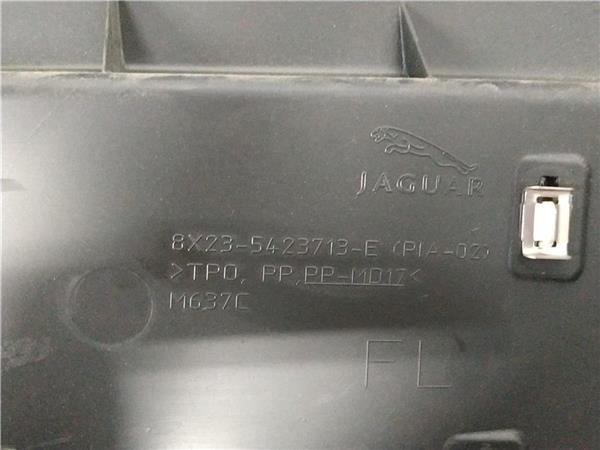 JAGUAR
8X23-5423713-E (PIA-02)
>TPO, PP, PP-MD17<
M637C
FL